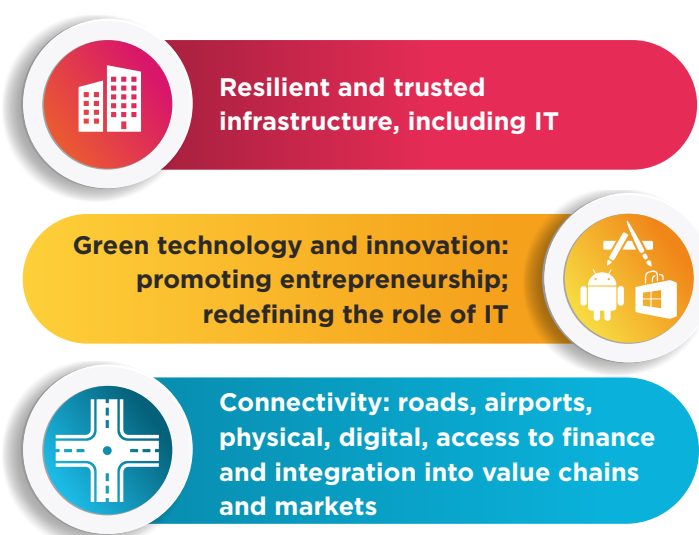 Resilient and trusted
infrastructure, including IT
Green technology and innovation:
promoting entrepreneurship;
redefining the role of IT
Connectivity: roads, airports,
physical, digital, access to finance
and integration into value chains
and markets